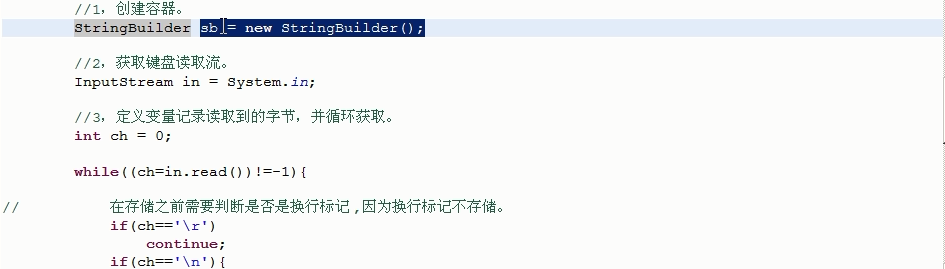 //1，创建容器。
StringBuilder sb = new StringBuilder();
//2，获取键盘读取流。
InputStream in = System.in;
//3，定义变量记录读取到的字节，并循环获取。
int ch = 0;
while((ch=in.read())!=-1){
// 在存储之前需要判断是否是换行标记,因为换行标记不存储。
if(ch=='\r')
continue;
if(ch=='\n'){